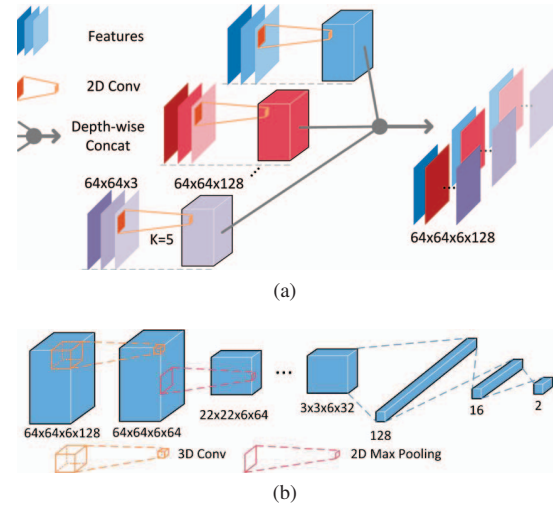 Features
2D Conv
Depth-wise
Concat
64x64x3
64x64x128
...
K=5
...
...
64x64x6x128
(a)
64x64x6x128
64x64x6x64
22x22x6x64
...
3x3x6x32
128
16
2
3D Conv
2D Max Pooling
(b)